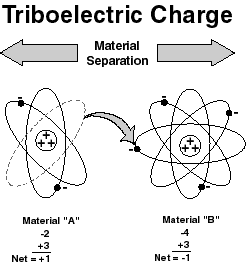 Triboelectric Charge
Material
Separation
+
+ +
-
-
-
+
+ +
-
-
-
Material "A"
-2
+3
Net = +1
Material "B"
-4
+3
Net = -1